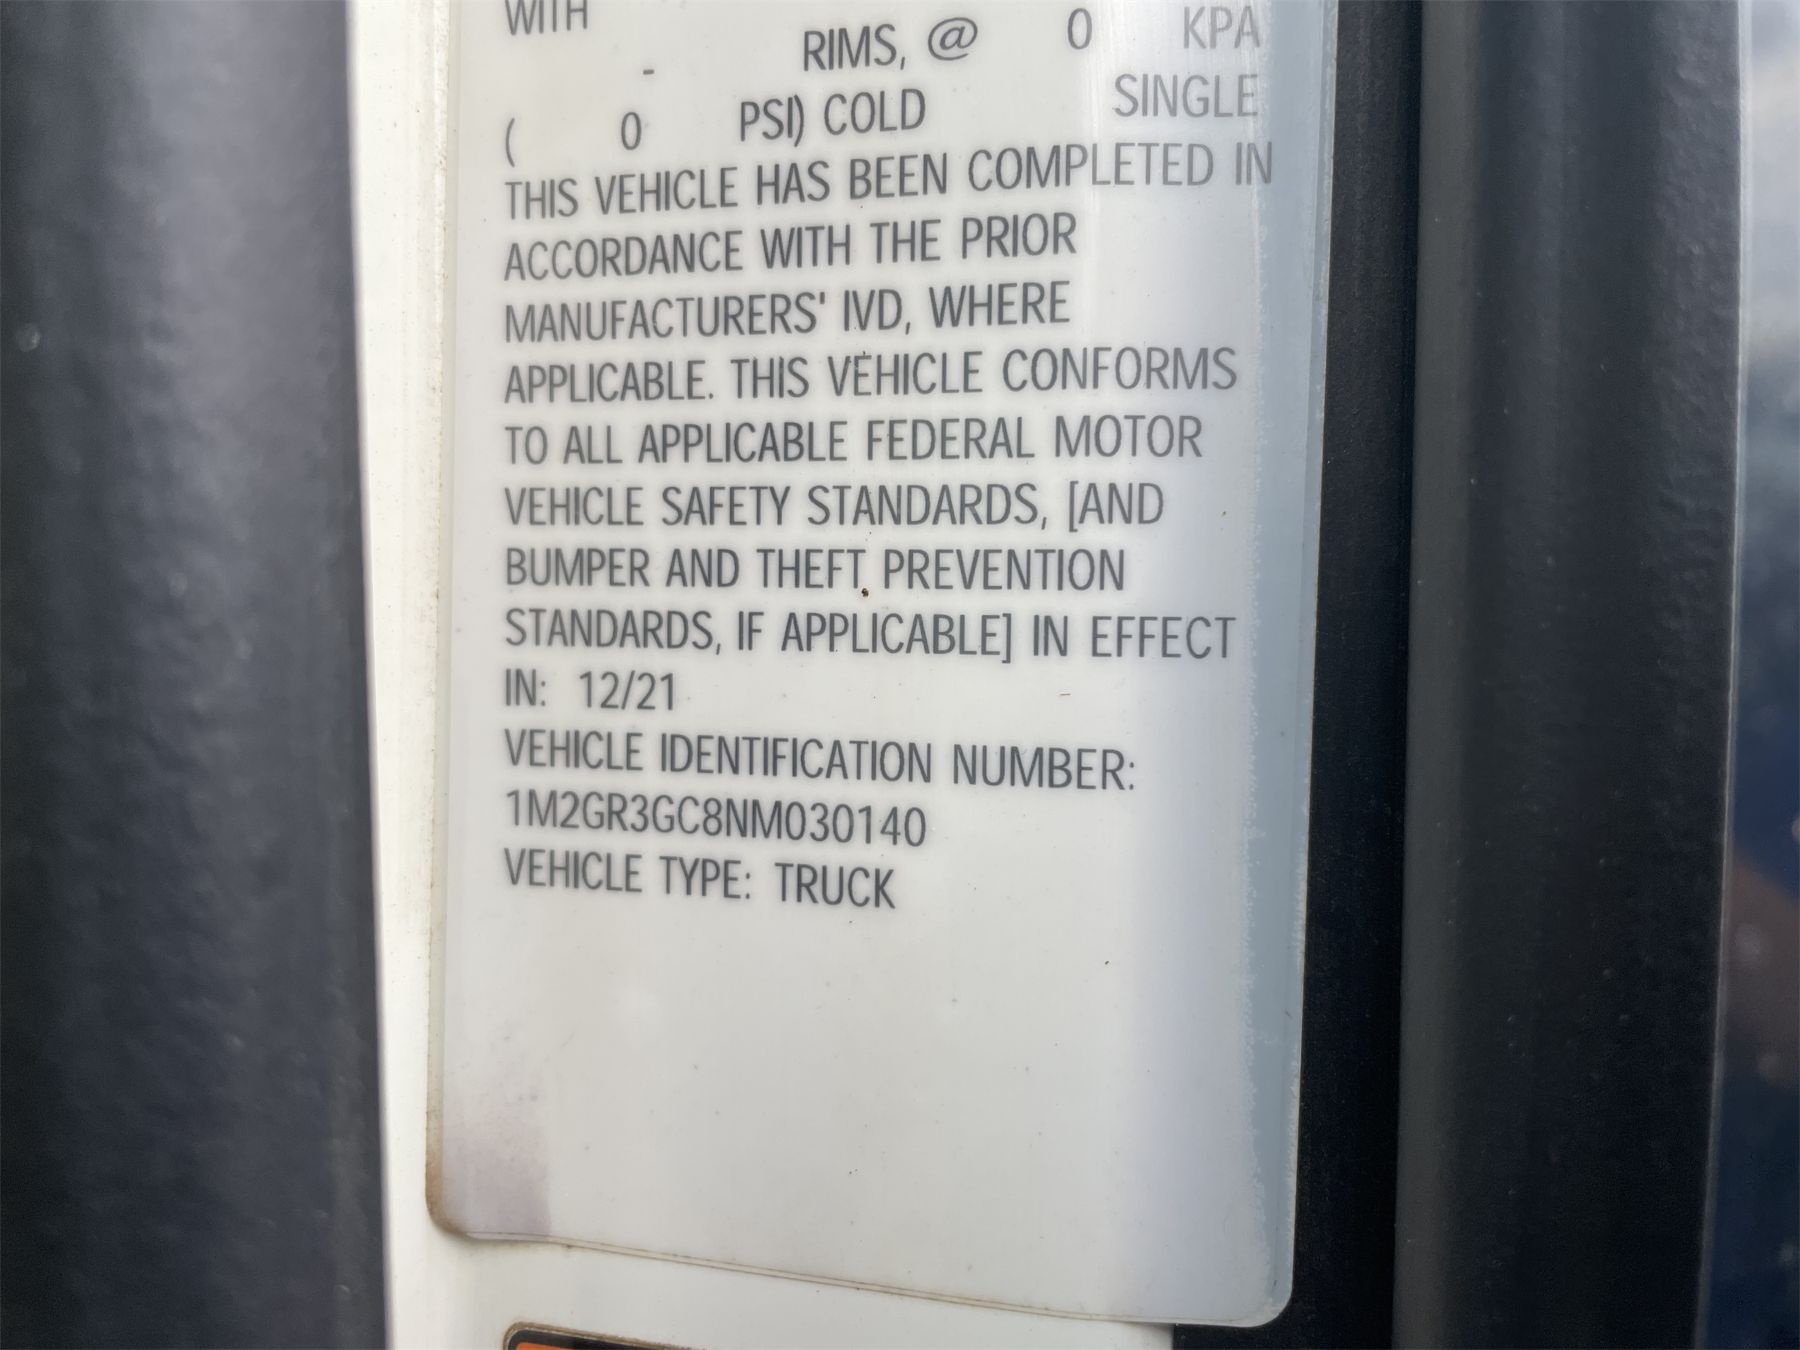 WITH
- RIMS, @ 0 KPA
( 0 PSI) COLD SINGLE
THIS VEHICLE HAS BEEN COMPLETED IN
ACCORDANCE WITH THE PRIOR
MANUFACTURERS' IVD, WHERE
APPLICABLE. THIS VEHICLE CONFORMS
TO ALL APPLICABLE FEDERAL MOTOR
VEHICLE SAFETY STANDARDS, [AND
BUMPER AND THEFT PREVENTION
STANDARDS, IF APPLICABLE] IN EFFECT
IN: 12/21
VEHICLE IDENTIFICATION NUMBER:
1M2GR3GC8NM030140
VEHICLE TYPE: TRUCK